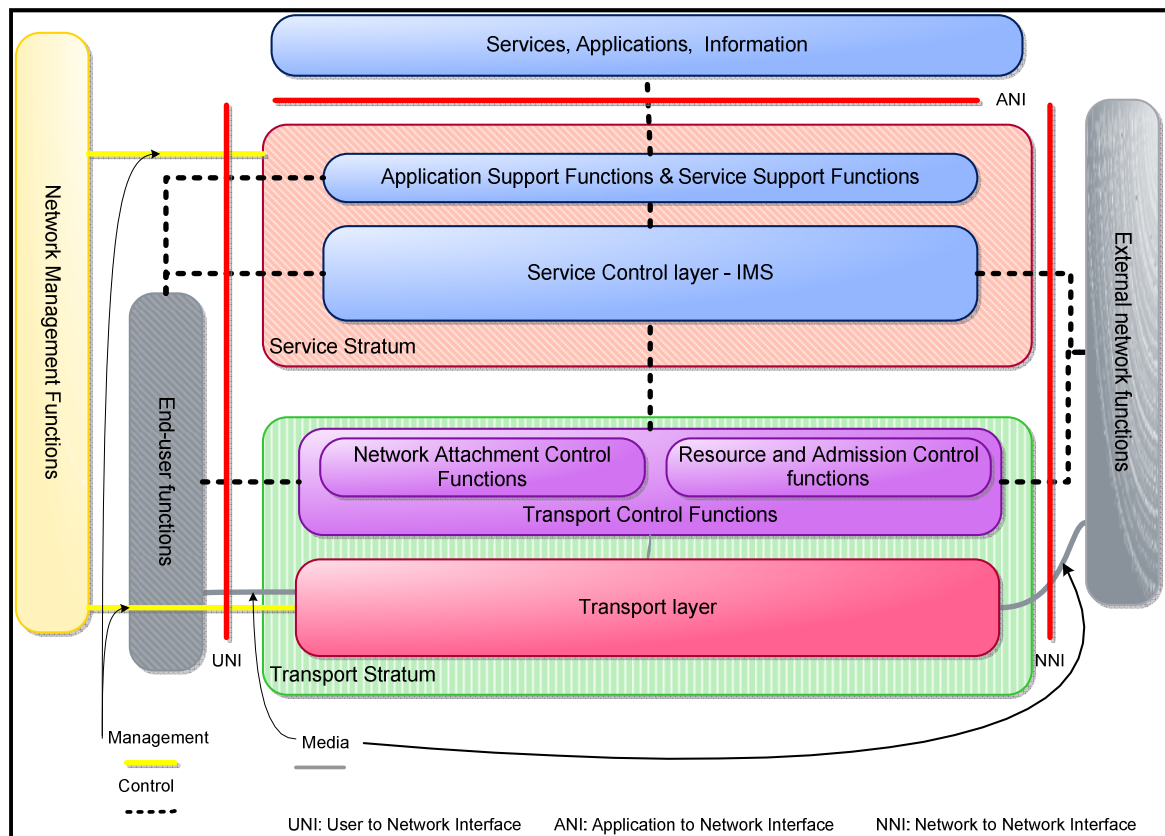 Services, Applications, Information
ANI
Application Support Functions & Service Support Functions
Service Control layer - IMS
Service Stratum
Network Management Functions
End-user functions
External network functions
Network Attachment Control
Functions
Resource and Admission Control
functions
Transport Control Functions
Transport layer
Transport Stratum
UNI
NNI
Management
Control
Media
UNI: User to Network Interface
ANI: Application to Network Interface
NNI: Network to Network Interface